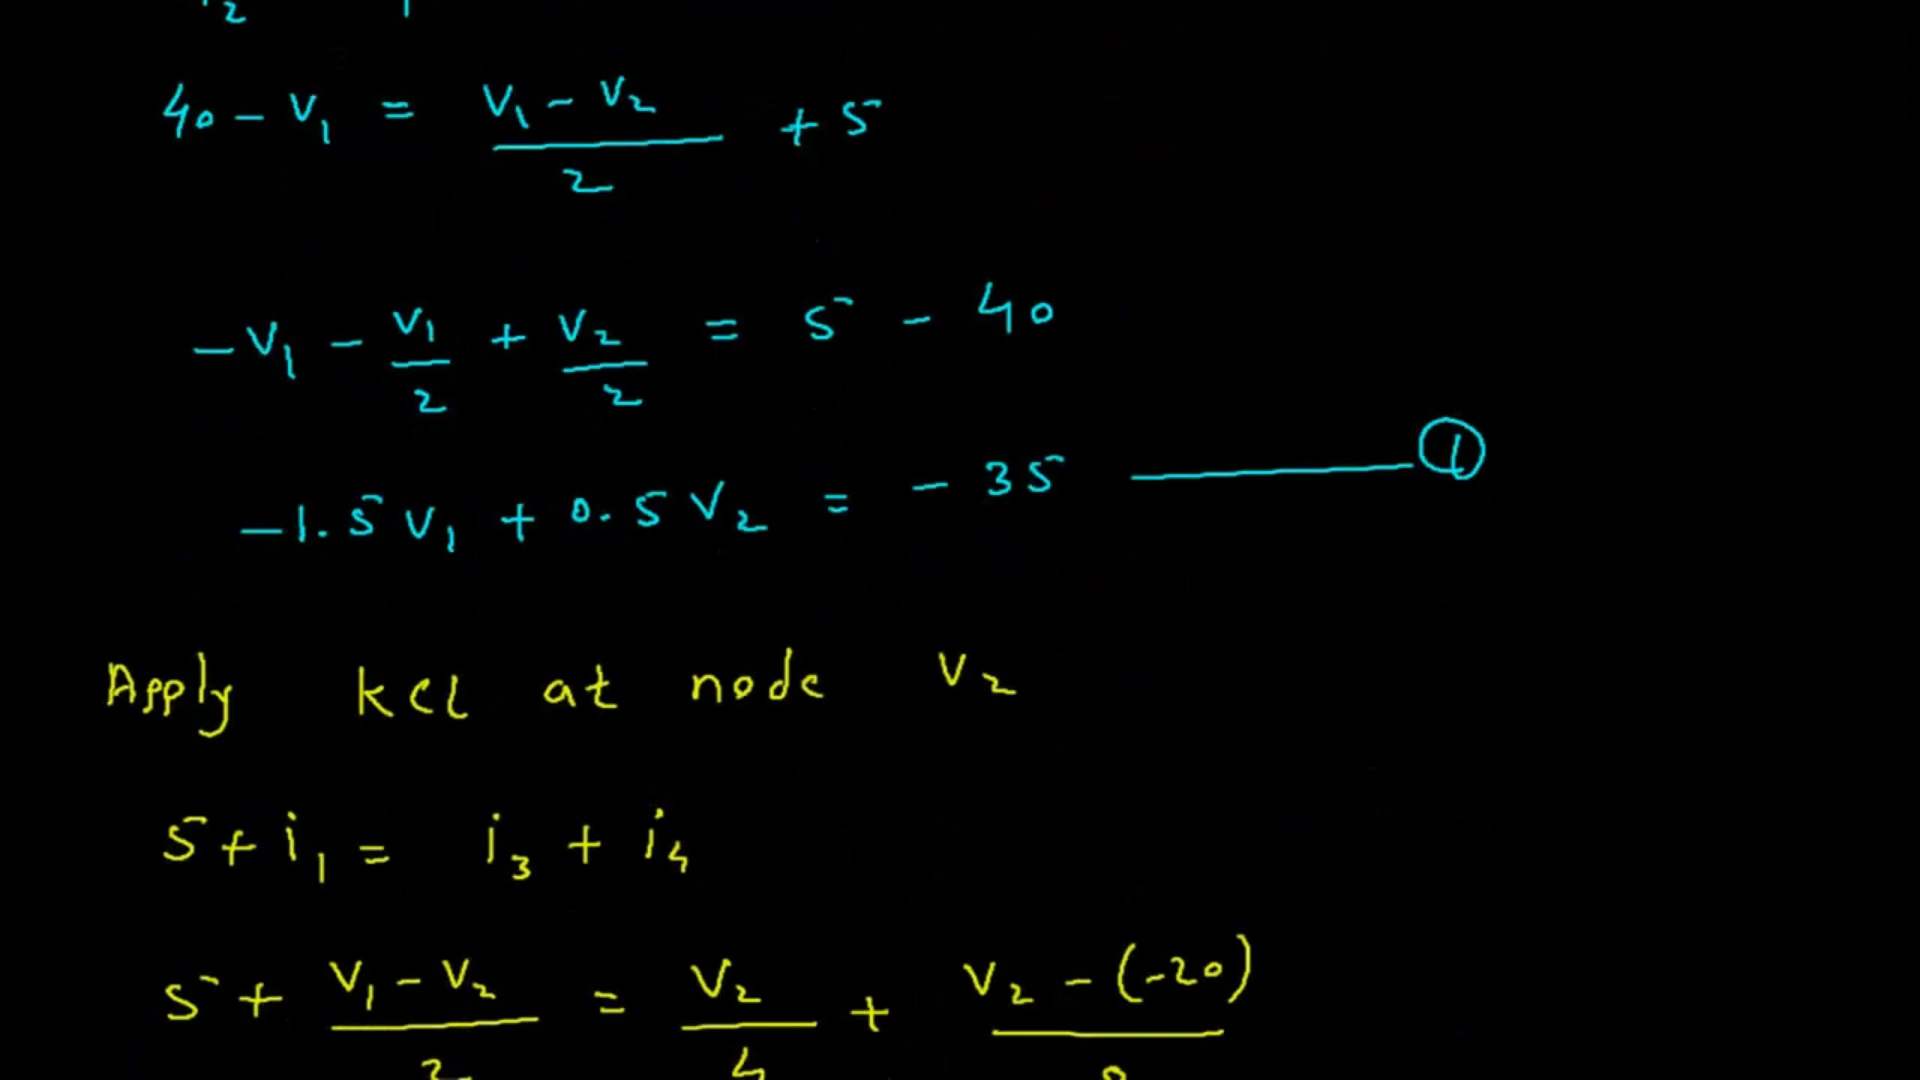 40 - V₁ = (V₁ - V₂)/2 + 5
-V₁ - V₁/2 + V₂/2 = 5 - 40
-1.5 V₁ + 0.5 V₂ = - 35 ——— ①
Apply KCL at node V₂
5 + i₁ = i₃ + i₄
5 + (V₁ - V₂)/2 = V₂/4 + (V₂ - (-20))/